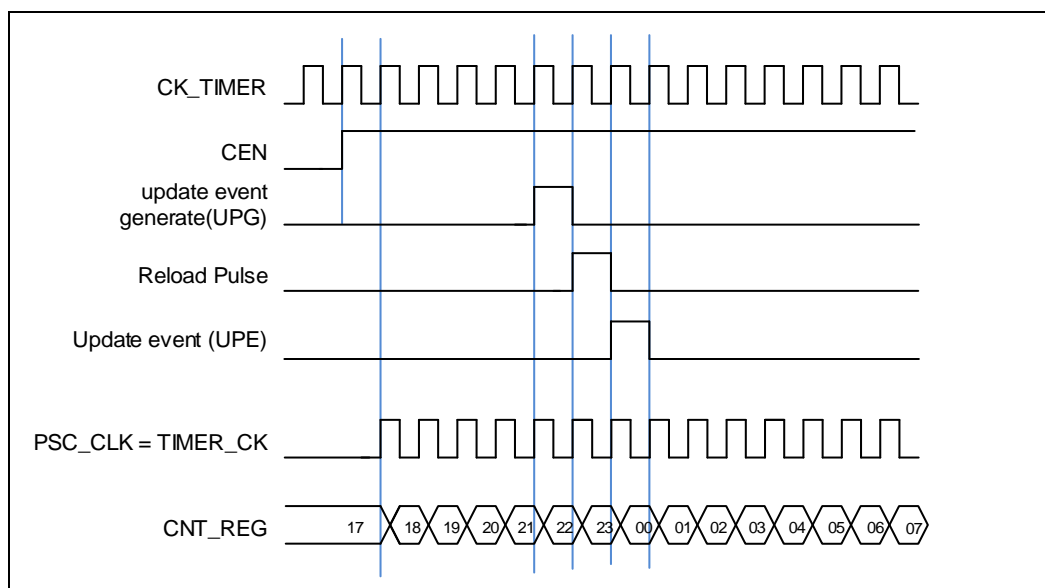 CK_TIMER
CEN
update event
generate(UPG)
Reload Pulse
Update event (UPE)
PSC_CLK = TIMER_CK
CNT_REG 17 18 19 20 21 22 23 00 01 02 03 04 05 06 07